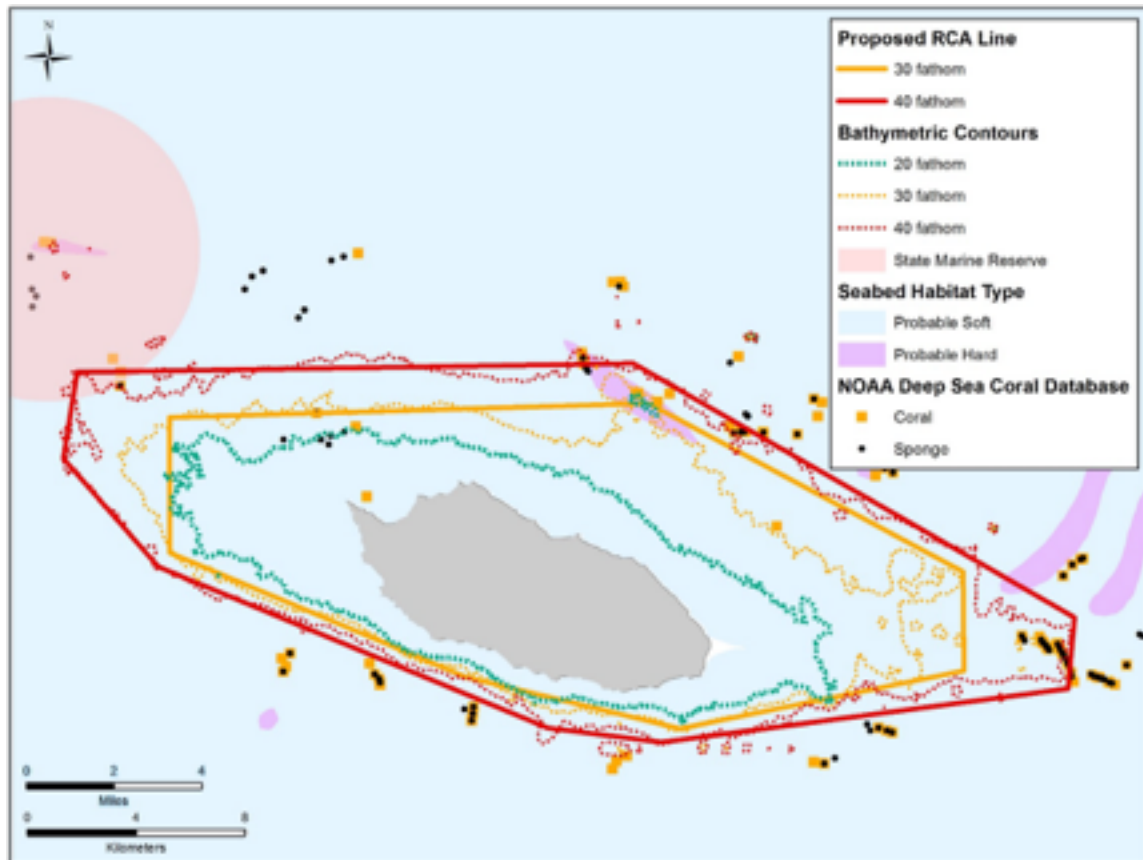 N
Proposed RCA Line
30 fathom
40 fathom
Bathymetric Contours
20 fathom
30 fathom
40 fathom
State Marine Reserve
Seabed Habitat Type
Probable Soft
Probable Hard
NOAA Deep Sea Coral Database
Coral
Sponge
0 2 4
Miles
0 4 8
Kilometers